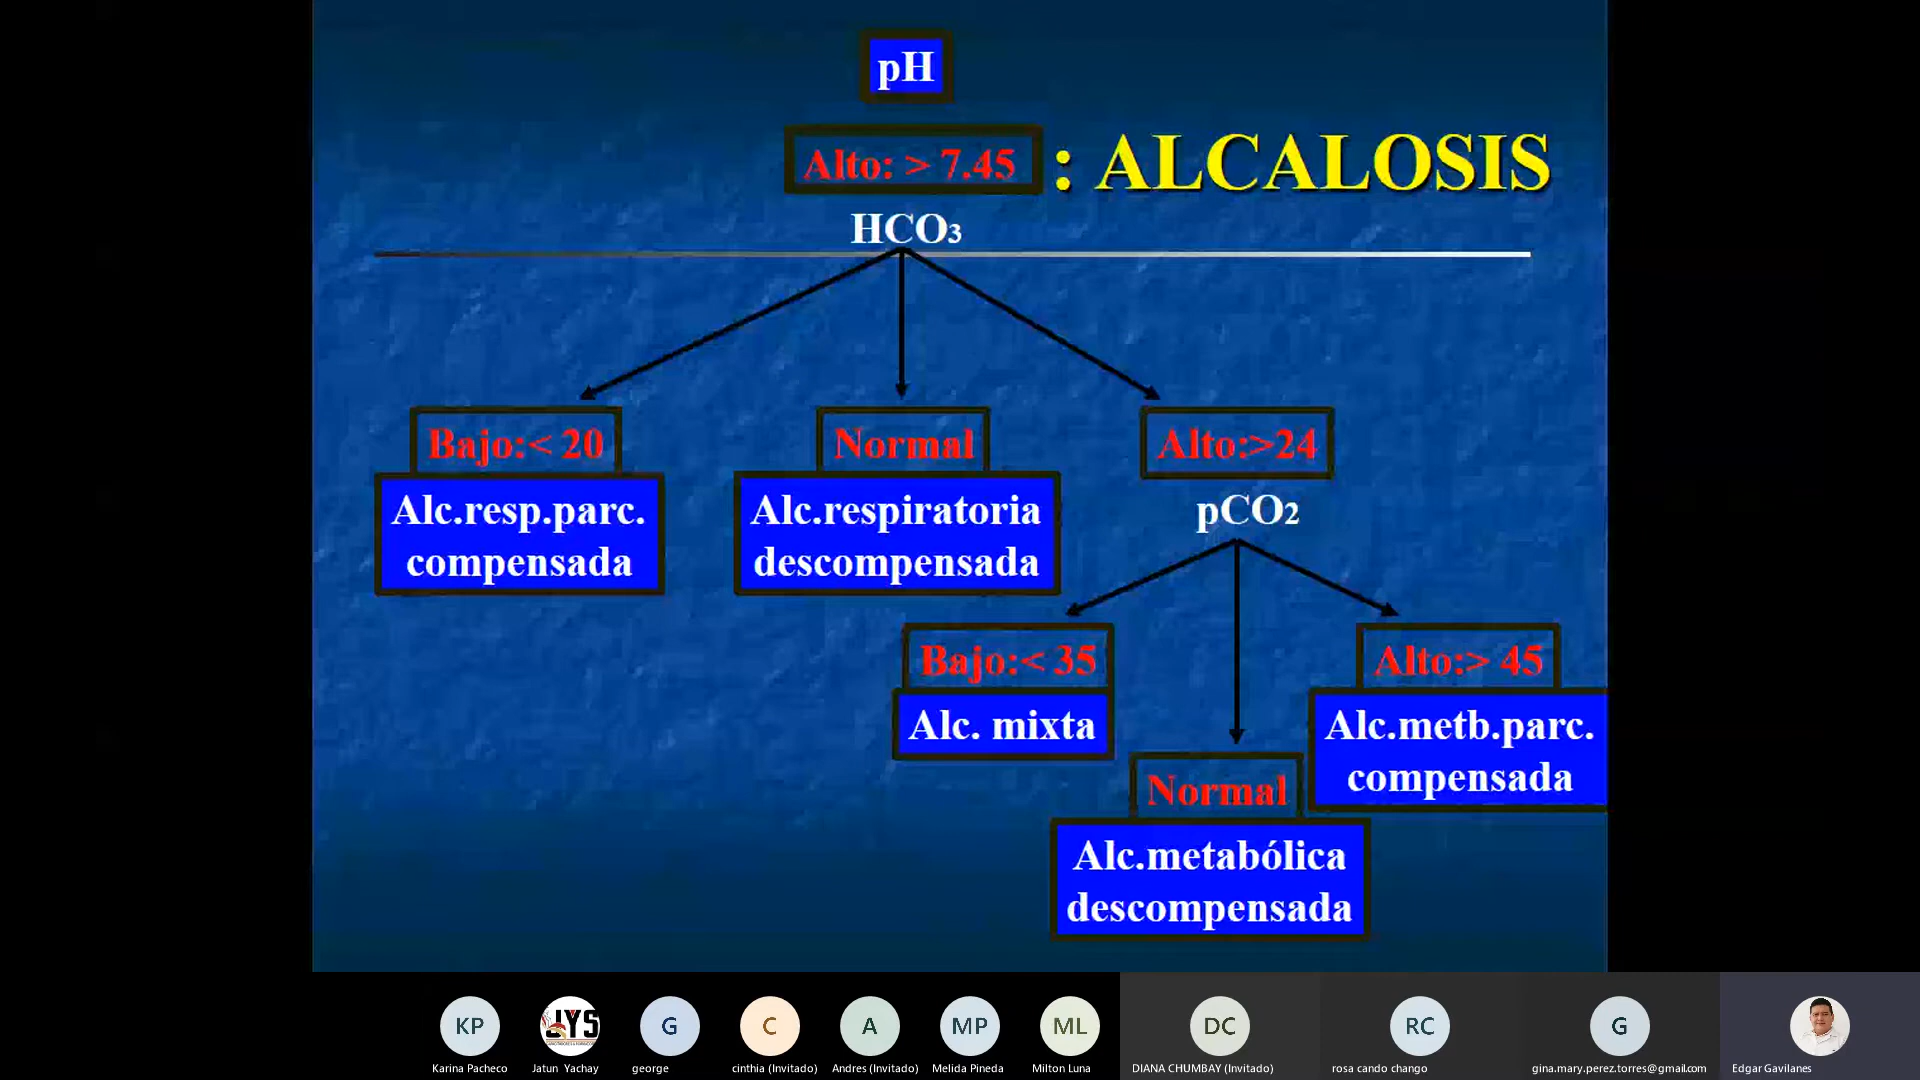 pH
Alto: > 7.45
: ALCALOSIS
HCO3
Bajo:< 20
Normal
Alto:>24
Alc.resp.parc.
compensada
Alc.respiratoria
descompensada
pCO2
Bajo:< 35
Alto:> 45
Alc. mixta
Alc.metb.parc.
compensada
Normal
Alc.metabólica
descompensada
KP
JYS
G
C
A
MP
ML
DC
RC
G
Karina Pacheco
Jatun Yachay
george
cinthia (Invitado)
Andres (Invitado)
Melida Pineda
Milton Luna
DIANA CHUMBAY (Invitado)
rosa cando chango
gina.mary.perez.torres@gmail.com
Edgar Gavilanes